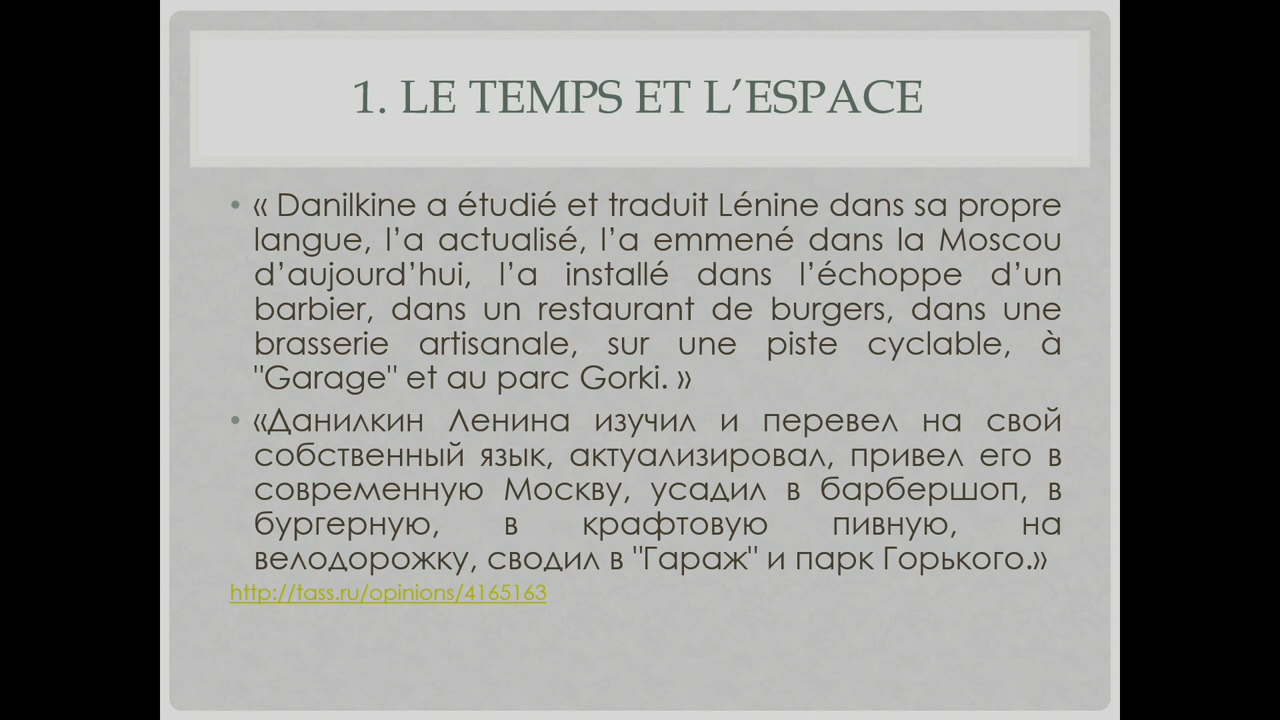 1. LE TEMPS ET L’ESPACE
• « Danilkine a étudié et traduit Lénine dans sa propre
langue, l’a actualisé, l’a emmené dans la Moscou
d’aujourd’hui, l’a installé dans l’échoppe d’un
barbier, dans un restaurant de burgers, dans une
brasserie artisanale, sur une piste cyclable, à
"Garage" et au parc Gorki. »
• «Данилкин Ленина изучил и перевел на свой
собственный язык, актуализировал, привел его в
современную Москву, усадил в барбершоп, в
бургерную, в крафтовую пивную, на
велодорожку, сводил в "Гараж" и парк Горького.»
http://tass.ru/opinions/4165163